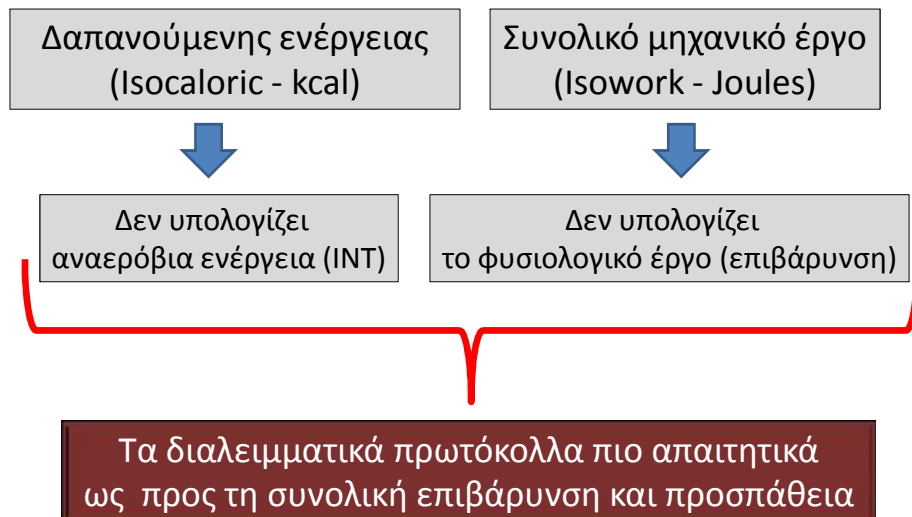 Δαπανούμενης ενέργειας
(Isocaloric - kcal)
Συνολικό μηχανικό έργο
(Isowork - Joules)
Δεν υπολογίζει
αναερόβια ενέργεια (INT)
Δεν υπολογίζει
το φυσιολογικό έργο (επιβάρυνση)
Τα διαλειμματικά πρωτόκολλα πιο απαιτητικά
ως προς τη συνολική επιβάρυνση και προσπάθεια